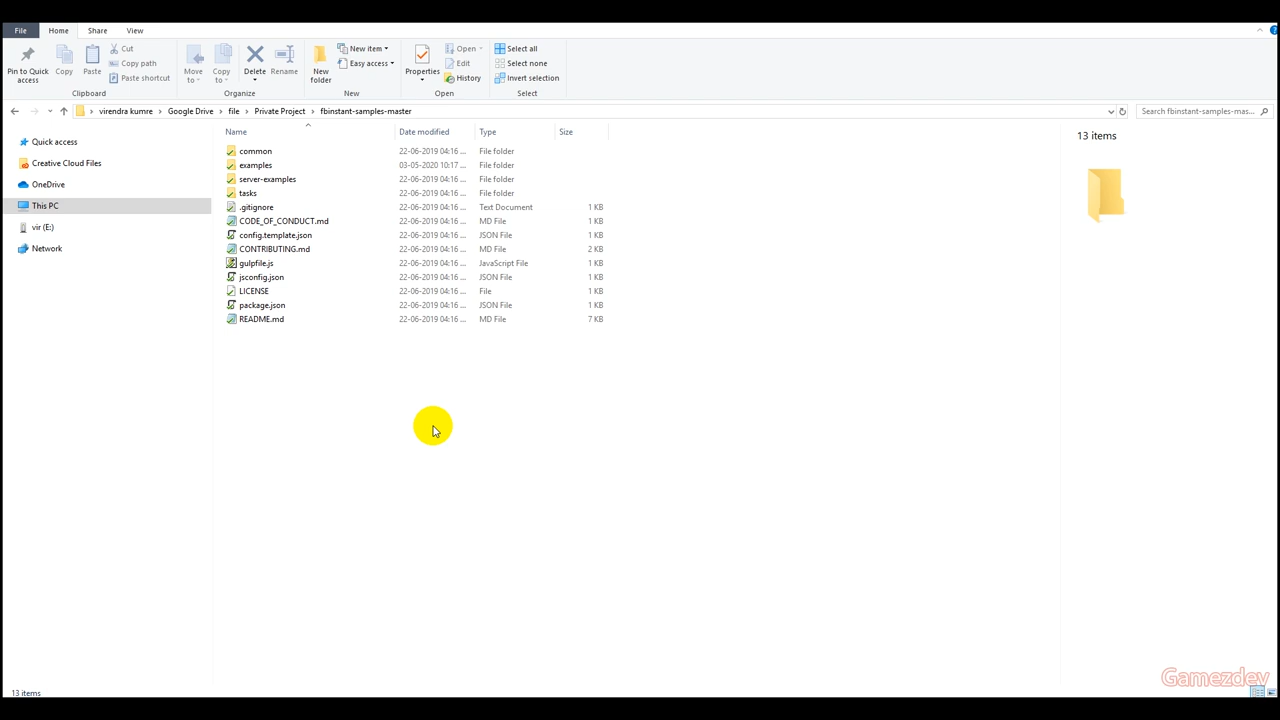 File Home Share View
Pin to Quick access
Copy
Paste
Cut
Copy path
Paste shortcut
Clipboard
Move to
Copy to
Delete
Rename
Organize
New folder
New item
Easy access
New
Properties
Open
Edit
History
Open
Select all
Select none
Invert selection
Select
virendra kumre > Google Drive > file > Private Project > fbinstant-samples-master
Search fbinstant-samples-mas...
Quick access
Creative Cloud Files
OneDrive
This PC
vir (E:)
Network
Name Date modified Type Size
common 22-06-2019 04:16 ... File folder
examples 03-05-2020 10:17 ... File folder
server-examples 22-06-2019 04:16 ... File folder
tasks 22-06-2019 04:16 ... File folder
.gitignore 22-06-2019 04:16 ... Text Document 1 KB
CODE_OF_CONDUCT.md 22-06-2019 04:16 ... MD File 1 KB
config.template.json 22-06-2019 04:16 ... JSON File 1 KB
CONTRIBUTING.md 22-06-2019 04:16 ... MD File 2 KB
gulpfile.js 22-06-2019 04:16 ... JavaScript File 1 KB
jsconfig.json 22-06-2019 04:16 ... JSON File 1 KB
LICENSE 22-06-2019 04:16 ... File 1 KB
package.json 22-06-2019 04:16 ... JSON File 1 KB
README.md 22-06-2019 04:16 ... MD File 7 KB
13 items
Gamezdev
13 items